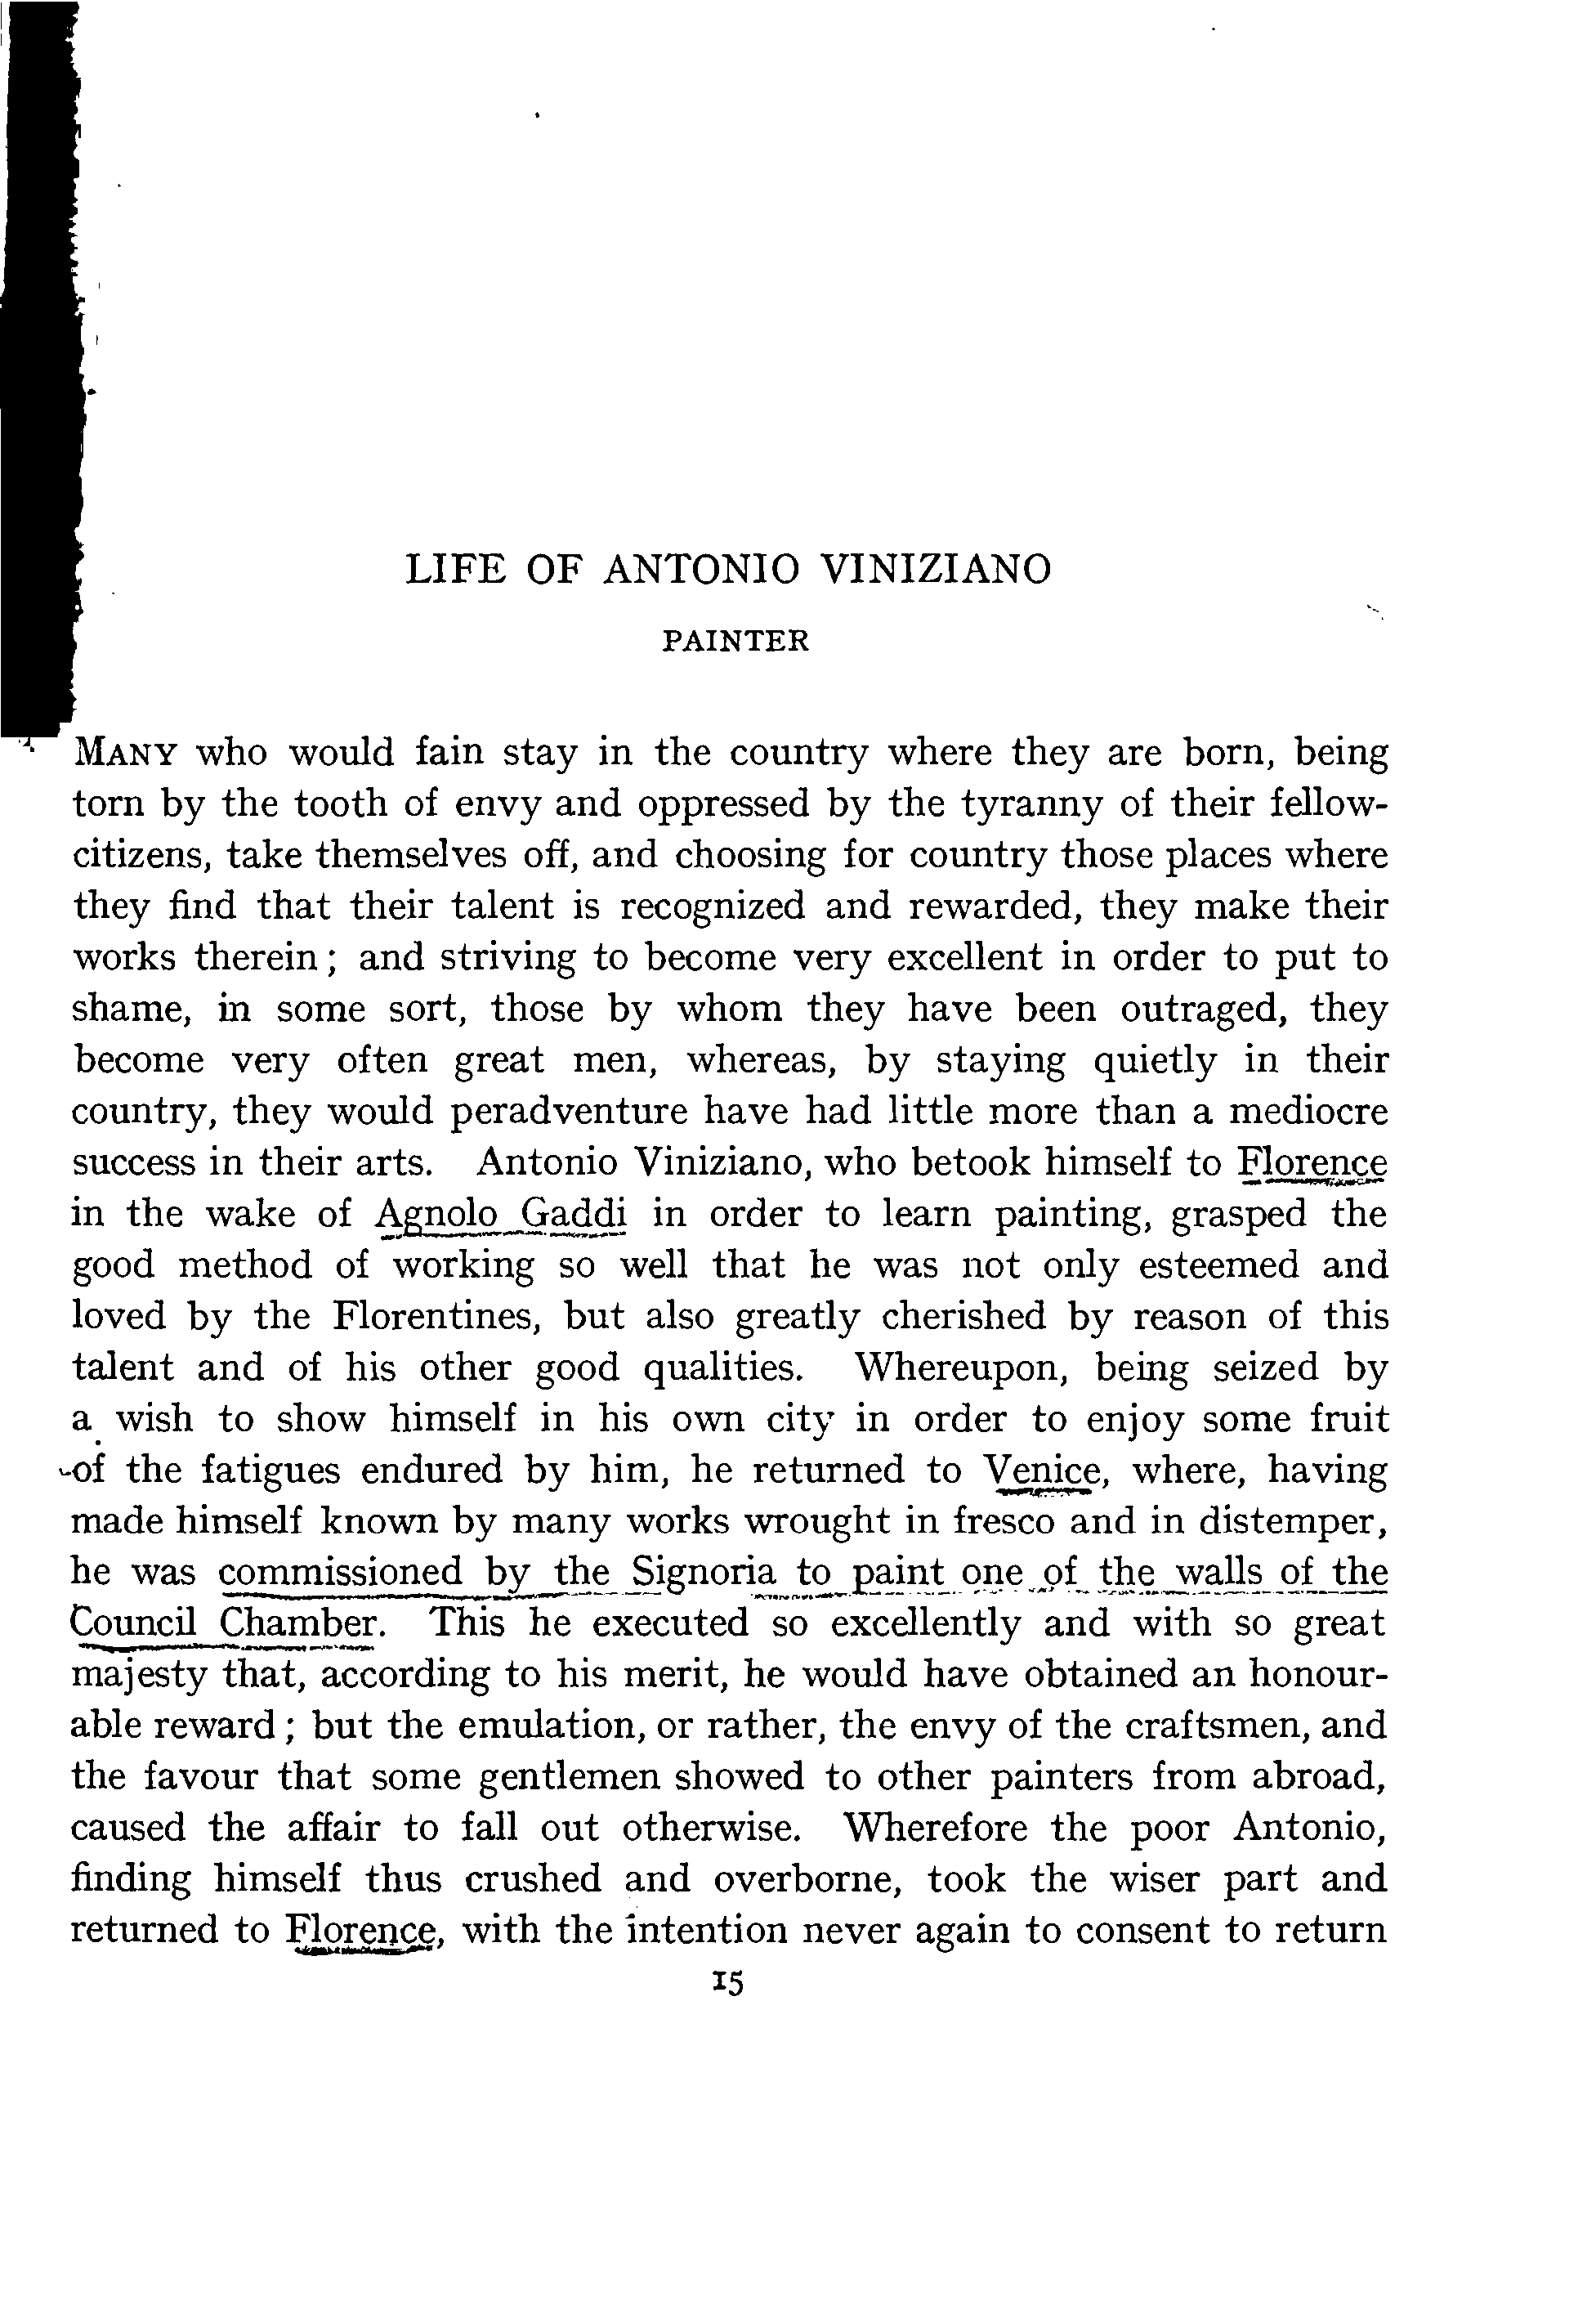 LIFE OF ANTONIO VINIZIANO
PAINTER
MANY who would fain stay in the country where they are born, being
torn by the tooth of envy and oppressed by the tyranny of their fellow-
citizens, take themselves off, and choosing for country those places where
they find that their talent is recognized and rewarded, they make their
works therein; and striving to become very excellent in order to put to
shame, in some sort, those by whom they have been outraged, they
become very often great men, whereas, by staying quietly in their
country, they would peradventure have had little more than a mediocre
success in their arts. Antonio Viniziano, who betook himself to Florence
in the wake of Agnolo Gaddi in order to learn painting, grasped the
good method of working so well that he was not only esteemed and
loved by the Florentines, but also greatly cherished by reason of this
talent and of his other good qualities. Whereupon, being seized by
a wish to show himself in his own city in order to enjoy some fruit
of the fatigues endured by him, he returned to Venice, where, having
made himself known by many works wrought in fresco and in distemper,
he was commissioned by the Signoria to paint one of the walls of the
Council Chamber. This he executed so excellently and with so great
majesty that, according to his merit, he would have obtained an honour-
able reward; but the emulation, or rather, the envy of the craftsmen, and
the favour that some gentlemen showed to other painters from abroad,
caused the affair to fall out otherwise. Wherefore the poor Antonio,
finding himself thus crushed and overborne, took the wiser part and
returned to Florence, with the intention never again to consent to return
15